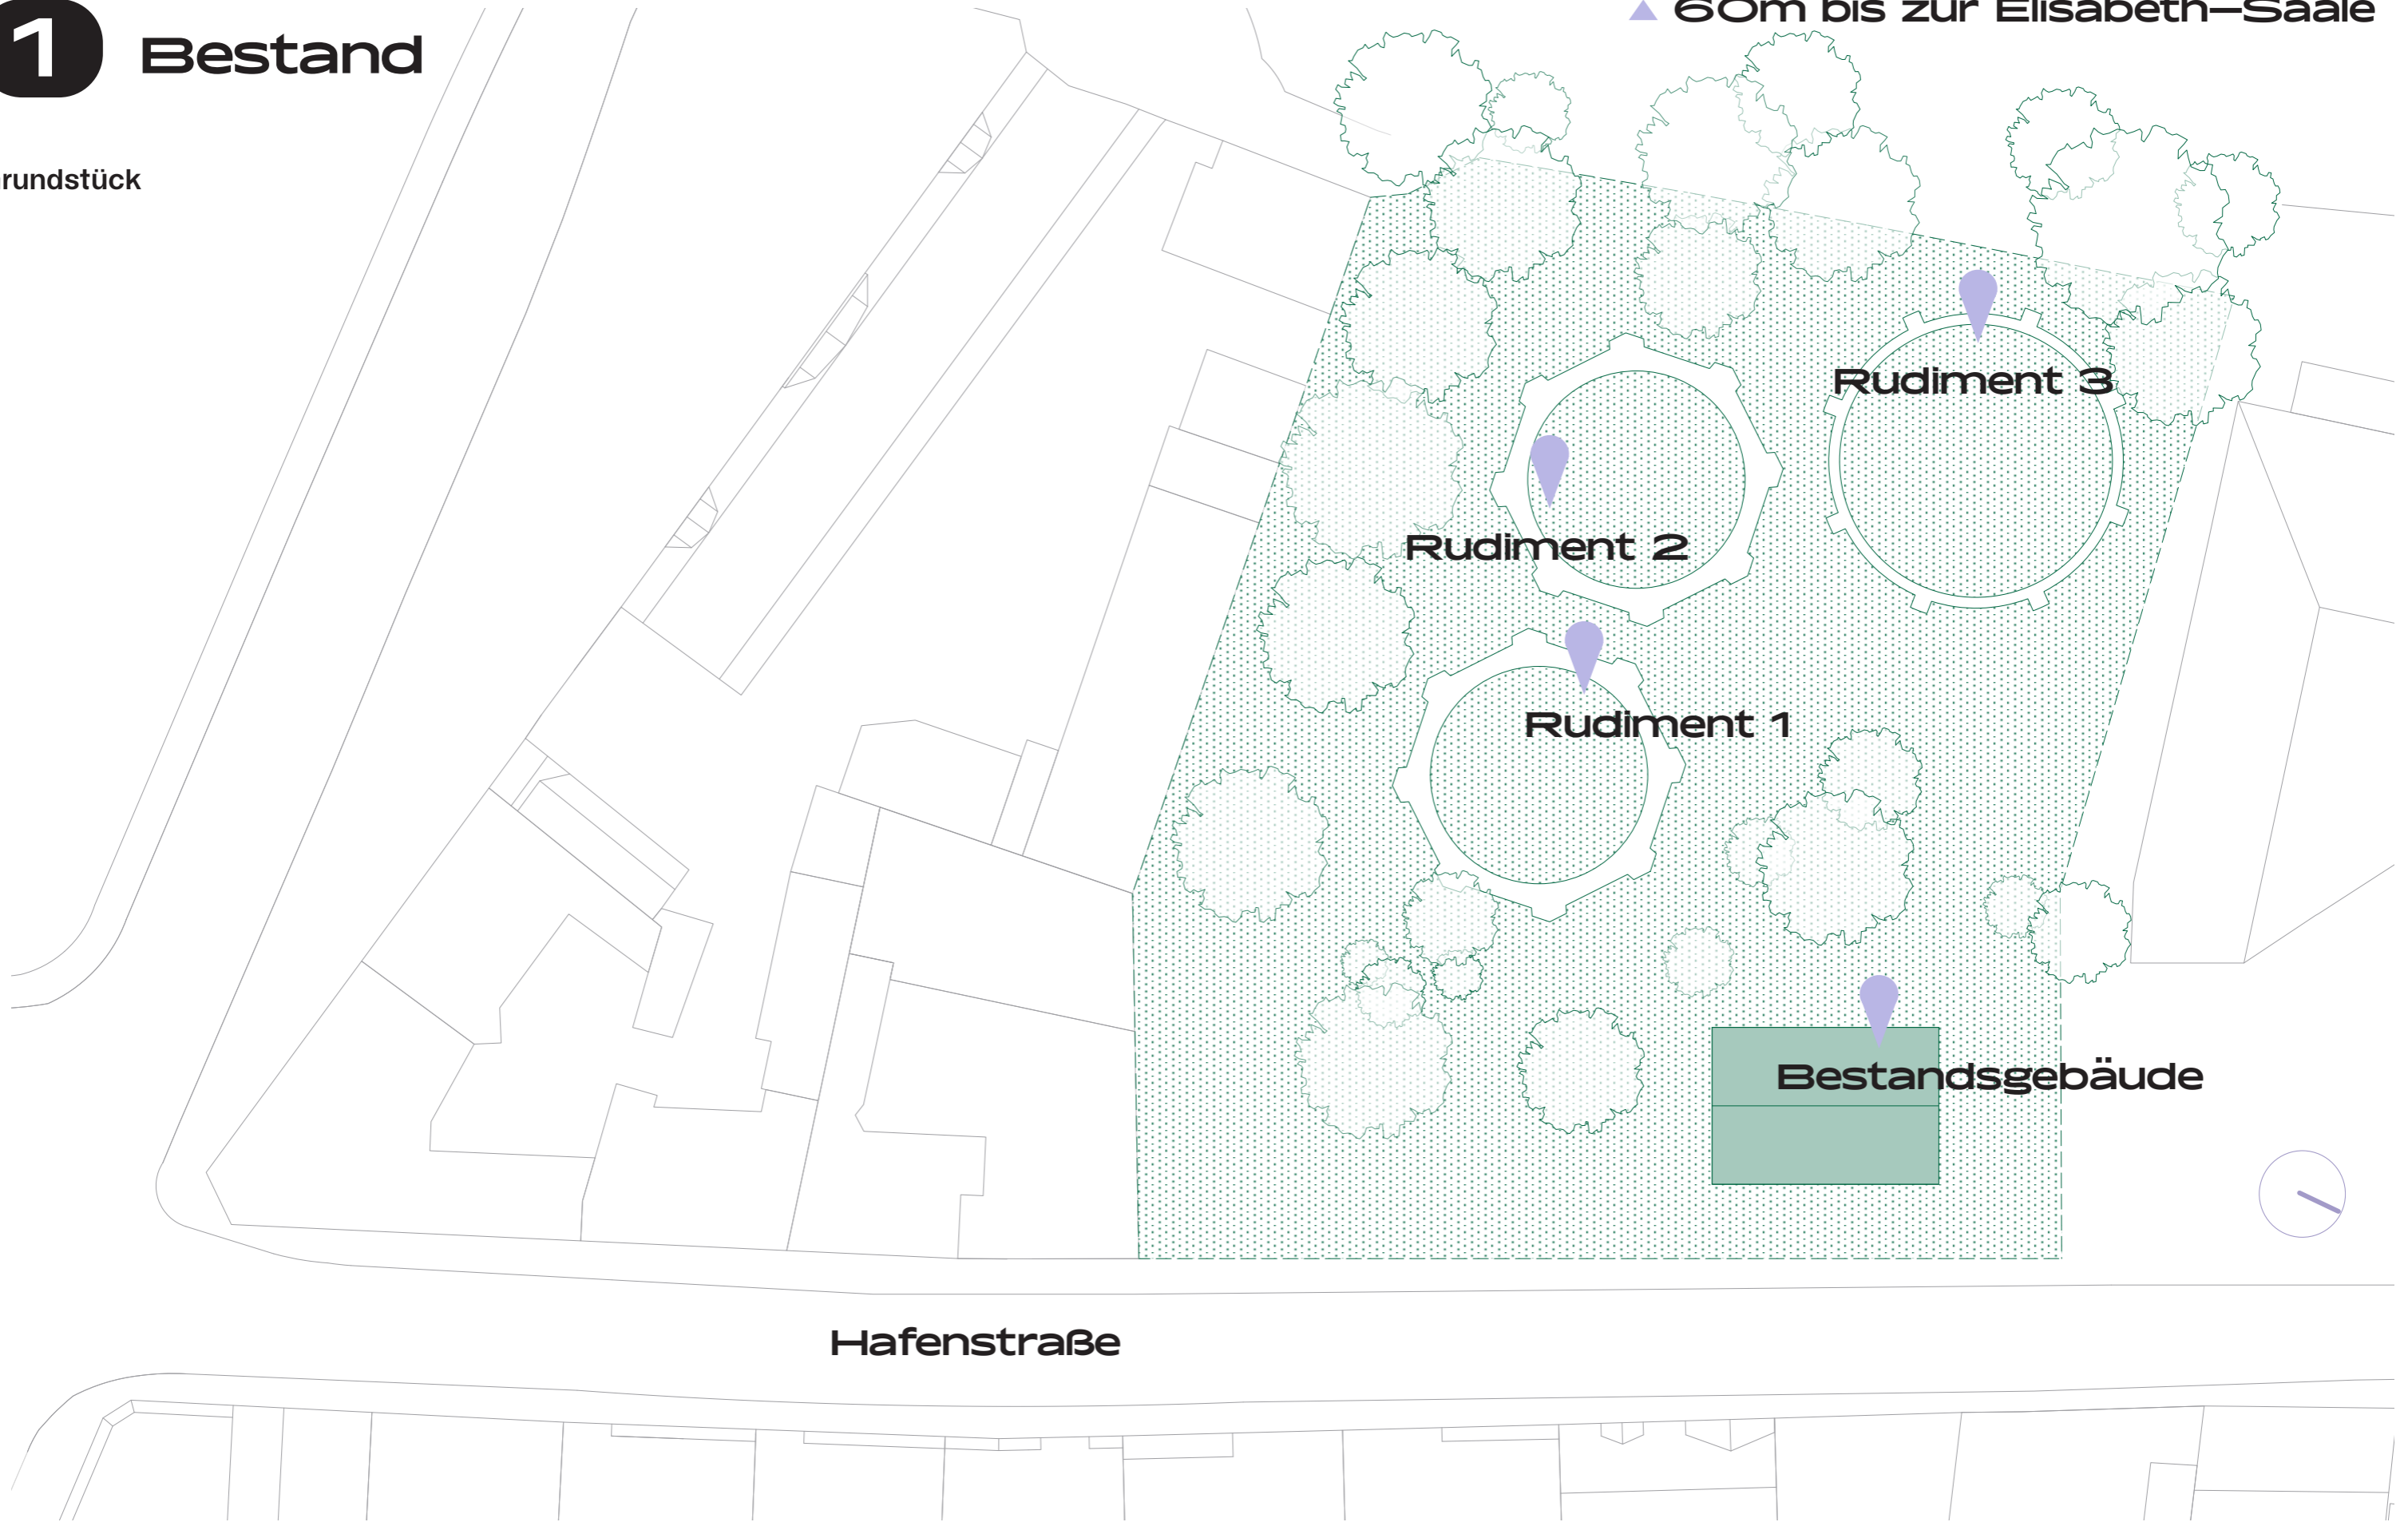 1 Bestand
60m bis zur Elisabeth-Saale
rundstück
Rudiment 3
Rudiment 2
Rudiment 1
Bestandsgebäude
Hafenstraße